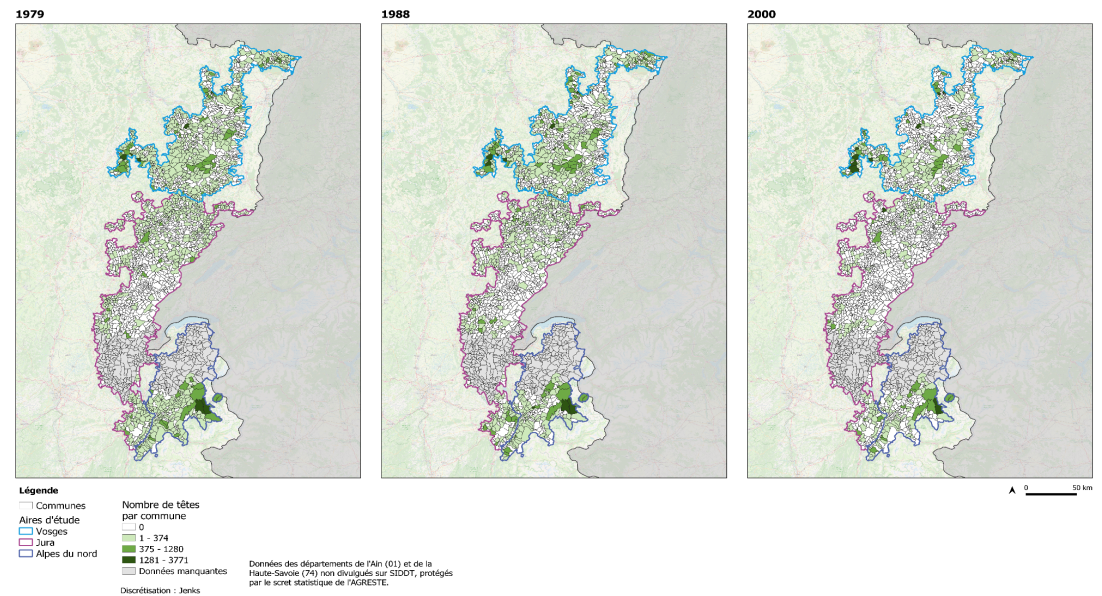 1979
1988
2000
Légende
Communes
Aires d'étude
Vosges
Jura
Alpes du nord
Nombre de têtes
par commune
0
1 - 374
375 - 1280
1281 - 3771
Données manquantes
Discrétisation : Jenks
Données des départements de l'Ain (01) et de la
Haute-Savoie (74) non divulgués sur SIDDT, protégés
par le scret statistique de l'AGRESTE.
0 50 km